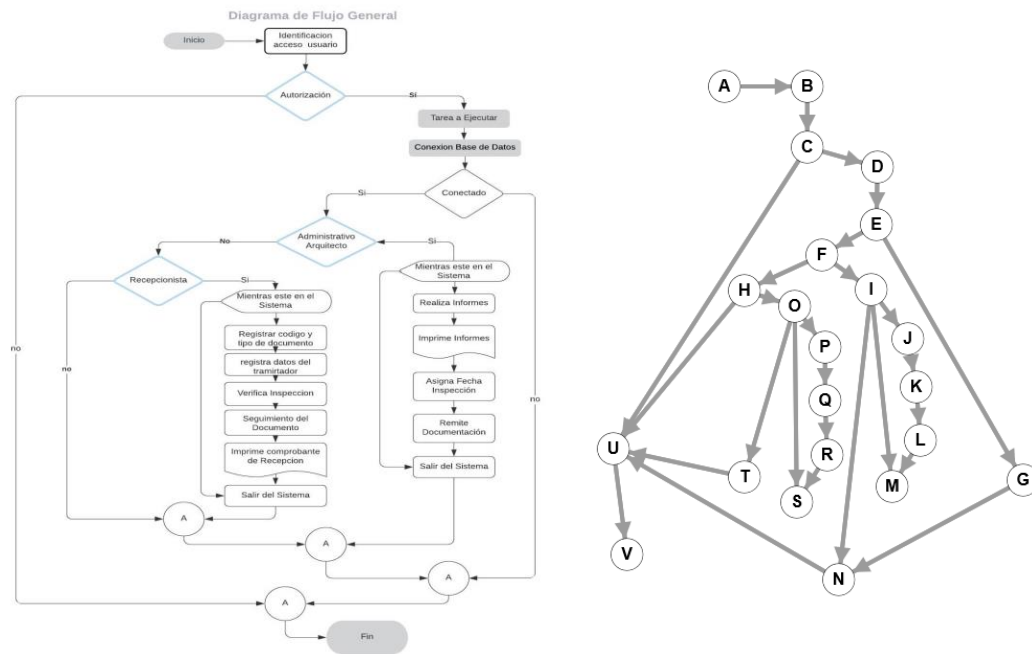 Diagrama de Flujo General
Inicio
Identificacion
acceso usuario
Autorización
Si
Tarea a Ejecutar
Conexion Base de Datos
Conectado
Si
Administrativo
Arquitecto
No
Si
Recepcionista
Si
Mientras este en el
Sistema
Mientras este en el
Sistema
Realiza Informes
Registrar codigo y
tipo de documento
Imprime Informes
no
no
registra datos del
tramirtador
Verifica Inspeccion
Asigna Fecha
Inspección
no
Seguimiento del
Documento
Remite
Documentación
Imprime comprobante
de Recepcion
Salir del Sistema
Salir del Sistema
A
A
A
A
Fin
A
B
C
D
E
F
H
I
O
J
P
K
Q
L
U
R
T
M
S
G
V
N